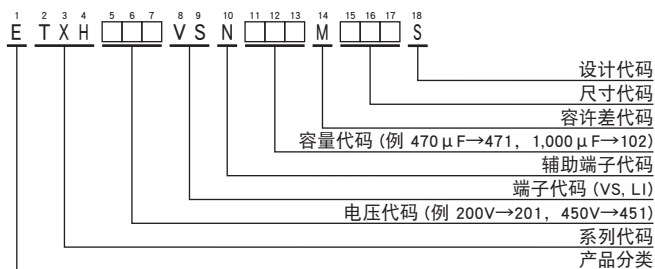 1 2 3 4 5 6 7 8 9 10 11 12 13 14 15 16 17 18
E T X H □□□ V S N □□□ M □□□ S
设计代码
尺寸代码
容许差代码
容量代码 (例 470μF→471，1,000μF→102)
辅助端子代码
端子代码 (VS, LI)
电压代码 (例 200V→201，450V→451)
系列代码
产品分类